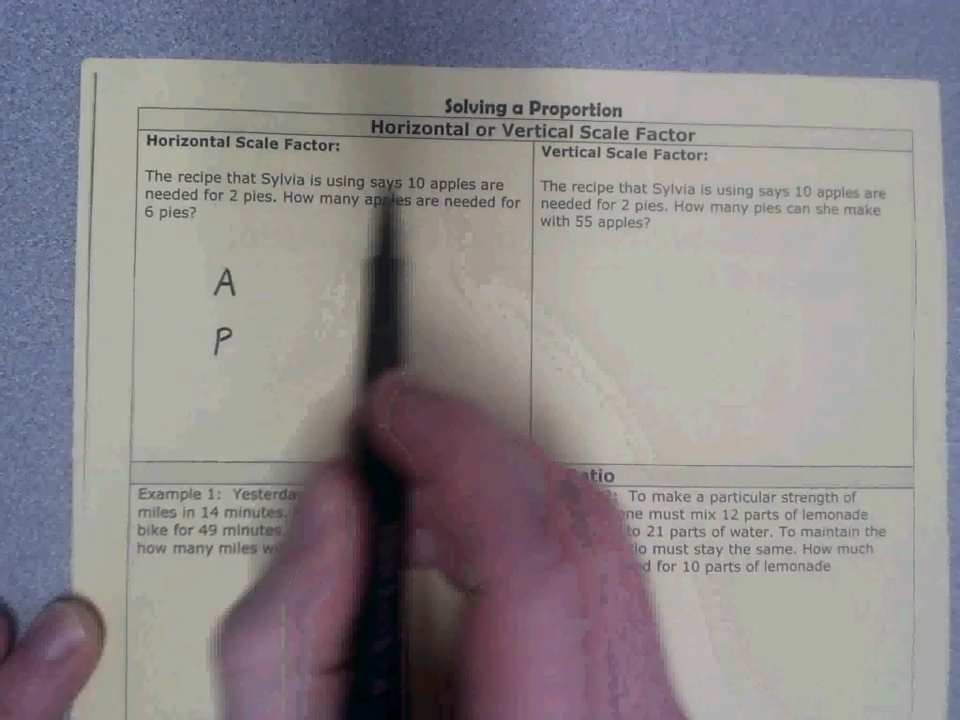 Solving a Proportion
Horizontal or Vertical Scale Factor
Horizontal Scale Factor:
The recipe that Sylvia is using says 10 apples are
needed for 2 pies. How many apples are needed for
6 pies?
A
P
Vertical Scale Factor:
The recipe that Sylvia is using says 10 apples are
needed for 2 pies. How many pies can she make
with 55 apples?
Example 1: Yesterda
miles in 14 minutes.
bike for 49 minutes
how many miles w
To make a particular strength of
one must mix 12 parts of lemonade
to 21 parts of water. To maintain the
must stay the same. How much
for 10 parts of lemonade